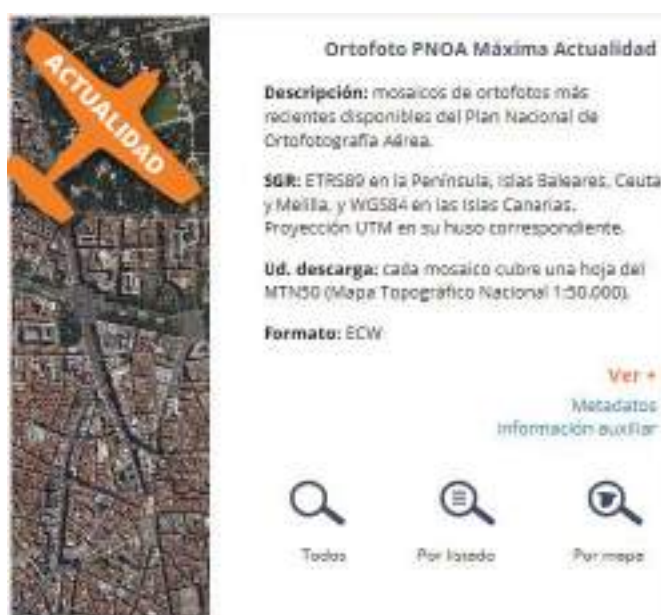 ACTUALIDAD
Ortofoto PNOA Máxima Actualidad
Descripción: mosaicos de ortofotos más
recientes disponibles del Plan Nacional de
Ortofotografía Aérea.
SGR: ETRS89 en la Península, Islas Baleares, Ceuta
y Melilla, y WGS84 en las Islas Canarias.
Proyección UTM en su huso correspondiente.
Ud. descarga: cada mosaico cubre una hoja del
MTN50 (Mapa Topográfico Nacional 1:50.000).
Formato: ECW
Ver +
Metadatos
Información auxiliar
Todos
Por listado
Por mapa